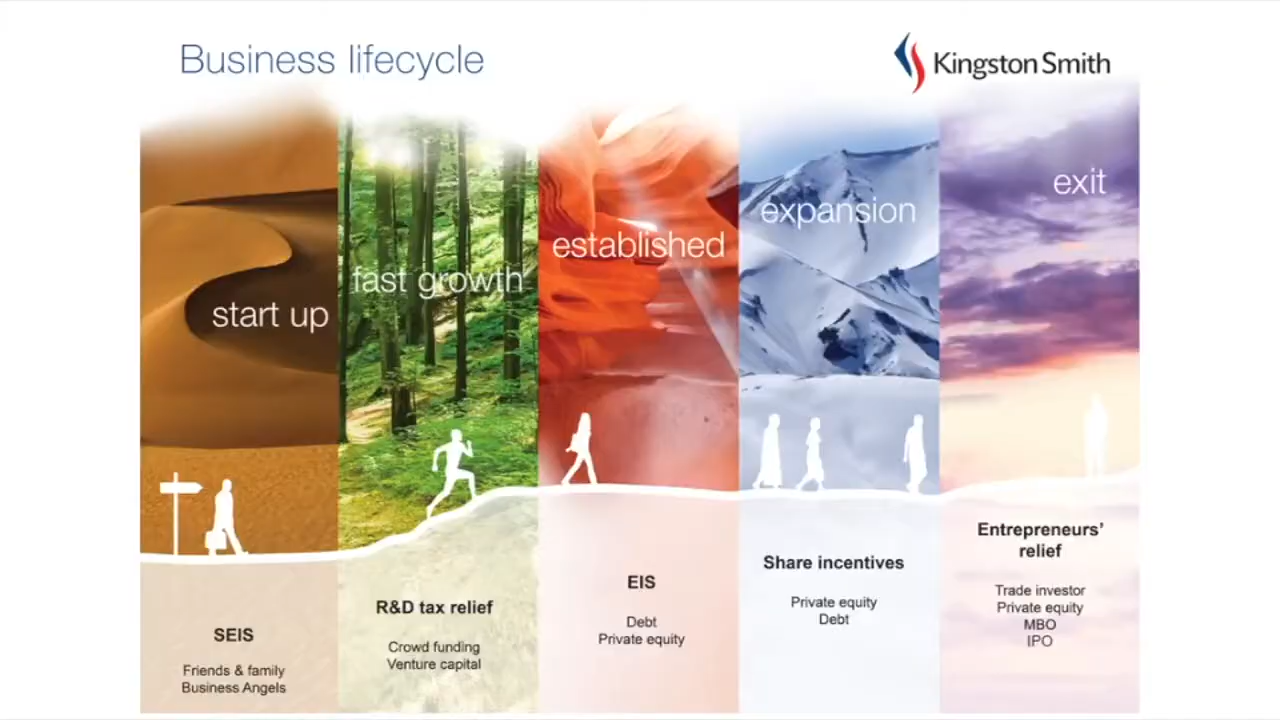 Business lifecycle
Kingston Smith
start up
fast growth
established
expansion
exit
SEIS
Friends & family
Business Angels
R&D tax relief
Crowd funding
Venture capital
EIS
Debt
Private equity
Share incentives
Private equity
Debt
Entrepreneurs’
relief
Trade investor
Private equity
MBO
IPO